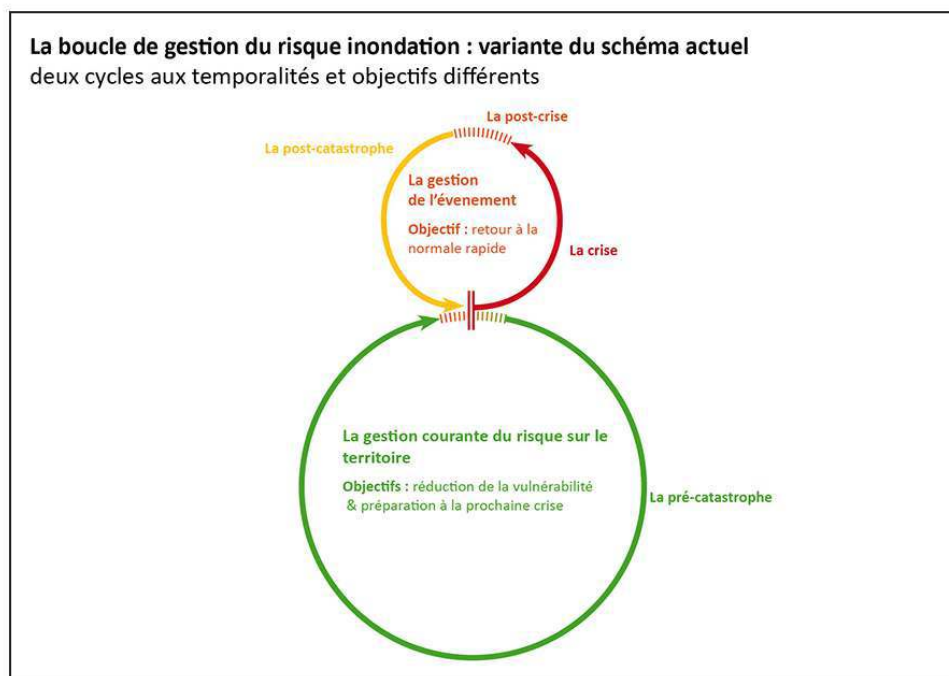 La boucle de gestion du risque inondation : variante du schéma actuel
deux cycles aux temporalités et objectifs différents
La post-crise
La post-catastrophe
La gestion
de l'évenement
Objectif : retour à la
normale rapide
La crise
La gestion courante du risque sur le
territoire
Objectifs : réduction de la vulnérabilité
& préparation à la prochaine crise
La pré-catastrophe